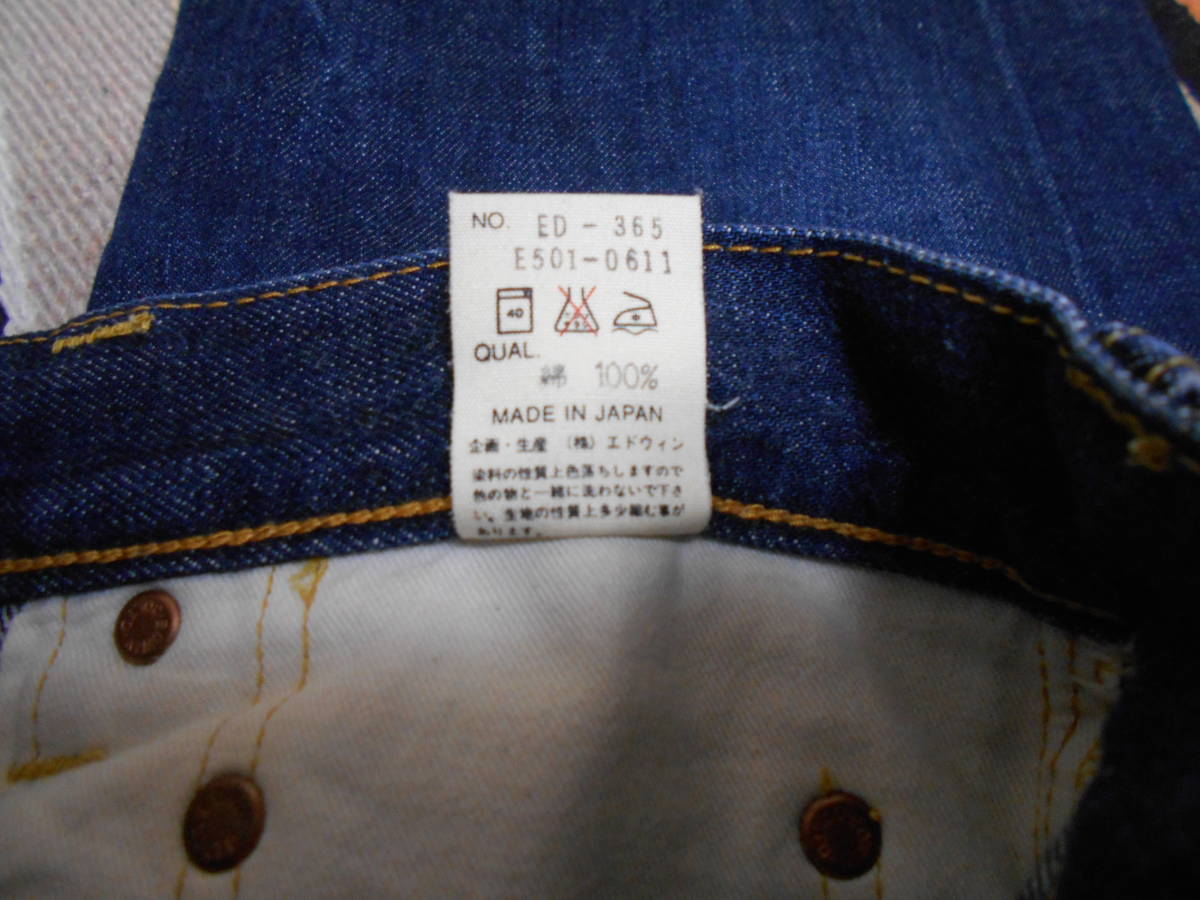 NO. ED-365
E501-0611
40
QUAL.
綿 100%
MADE IN JAPAN
企画・生産 (株) エドウィン
染料の性質上色落ちしますので
他の物と一緒に洗わないで下さ
い。生地の性質上多少縮む事が
あります。